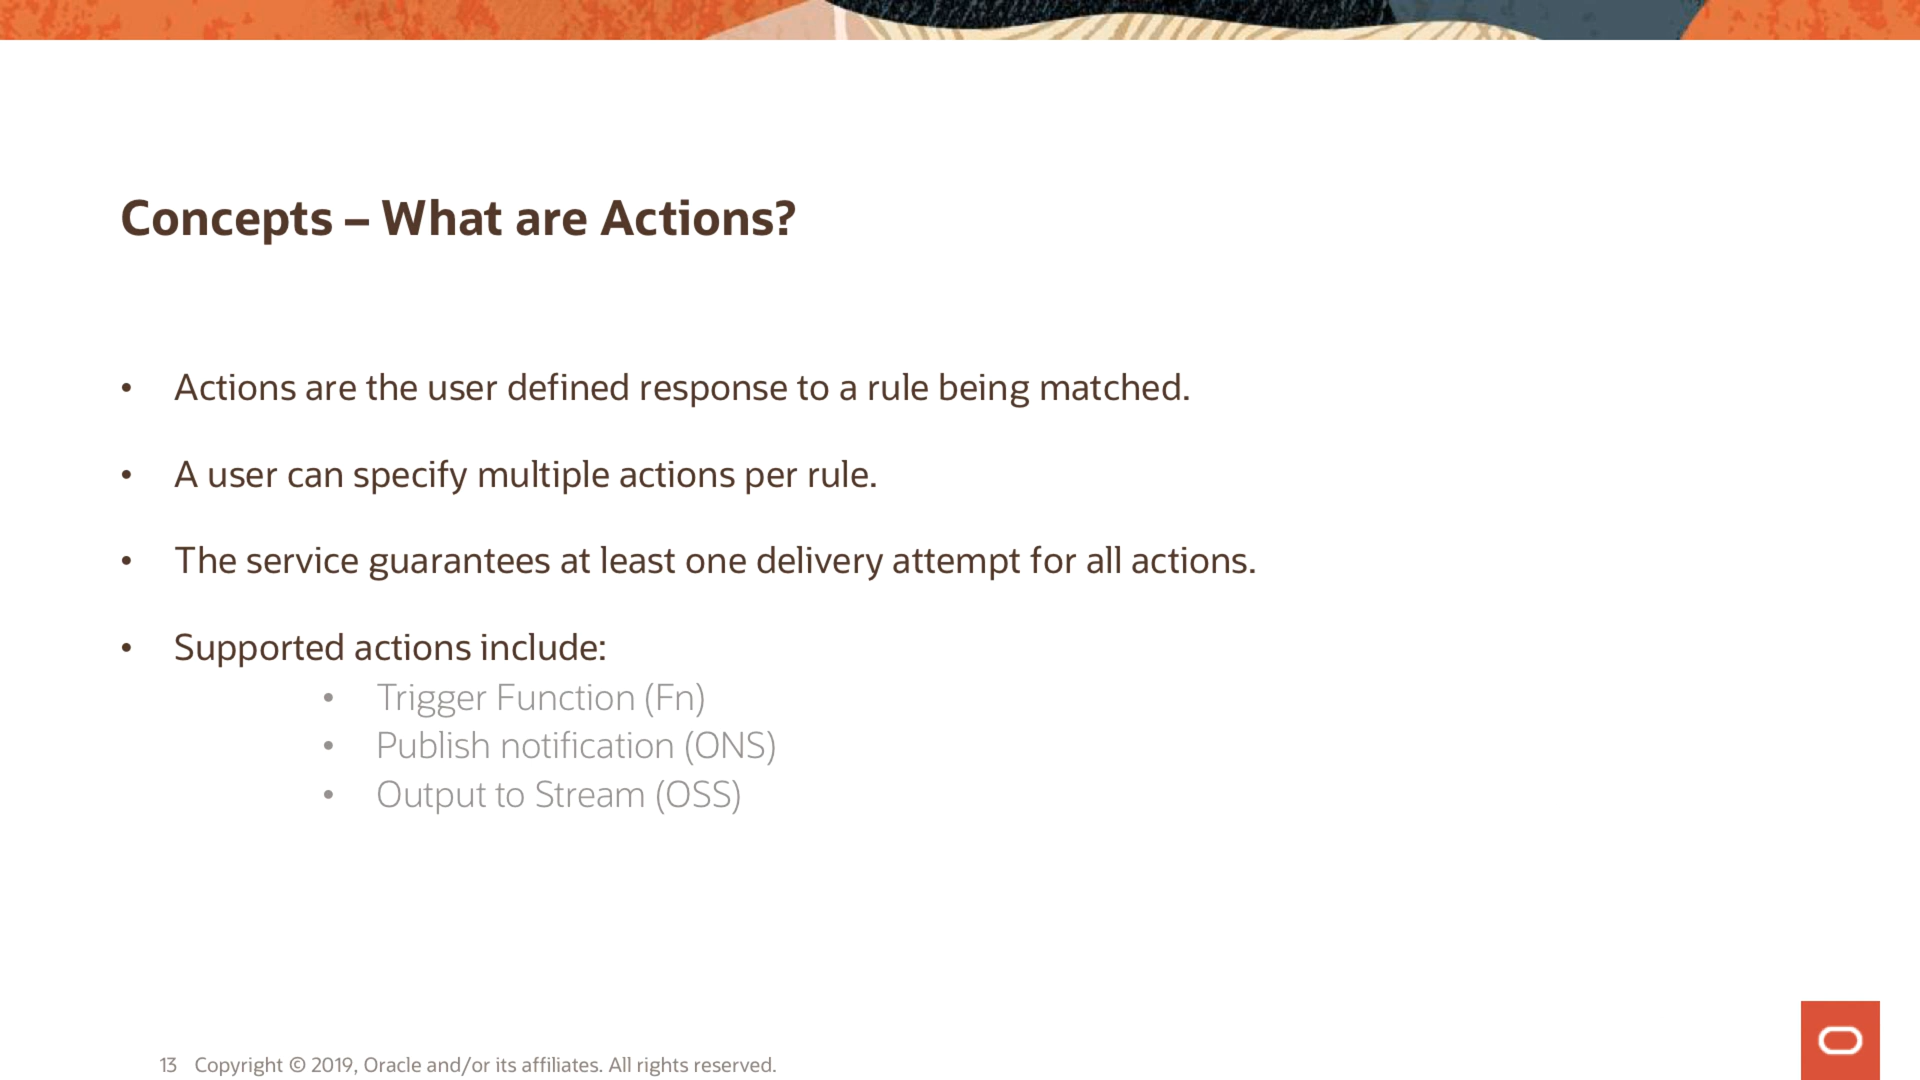 Concepts – What are Actions?
• Actions are the user defined response to a rule being matched.
• A user can specify multiple actions per rule.
• The service guarantees at least one delivery attempt for all actions.
• Supported actions include:
• Trigger Function (Fn)
• Publish notification (ONS)
• Output to Stream (OSS)
13 Copyright © 2019, Oracle and/or its affiliates. All rights reserved.